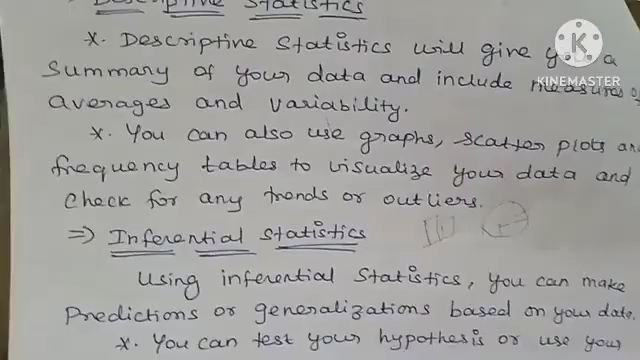 Descriptive Statistics
* Descriptive Statistics will give you a
Summary of your data and include measures of
averages and variability.
* You can also use graphs, scatter plots and
frequency tables to visualize your data and
check for any trends or outliers.
⇒ Inferential Statistics
Using inferential Statistics, you can make
Predictions or generalizations based on your data.
* You can test your hypothesis or use your
K
KINEMASTER